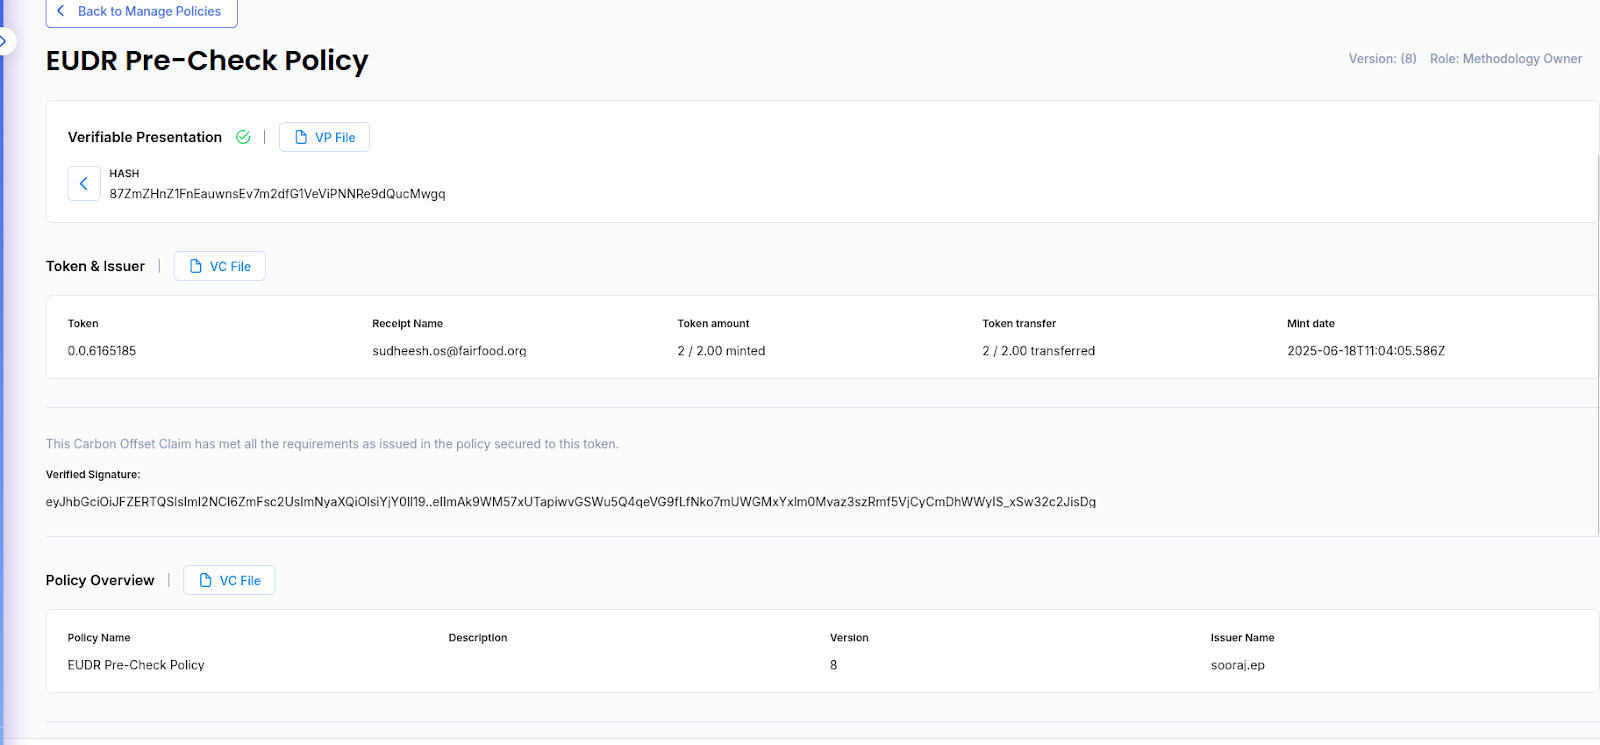 Back to Manage Policies
EUDR Pre-Check Policy
Version: (8) Role: Methodology Owner
Verifiable Presentation
VP File
HASH
87ZmZHnZ1FnEauwnsEv7m2dfG1VeViPNNRe9dQucMwgq
Token & Issuer
VC File
Token Receipt Name Token amount Token transfer Mint date
0.0.6165185 sudheesh.os@fairfood.org 2 / 2.00 minted 2 / 2.00 transferred 2025-06-18T11:04:05.586Z
This Carbon Offset Claim has met all the requirements as issued in the policy secured to this token.
Verified Signature:
eyJhbGciOiJFZERTQSIsImI2NCI6ZmFsc2UsImNyaXQiOlsiYjY0Il19..eIImAk9WM57xUTapiwvGSWu5Q4qeVG9fLfNko7mUWGMxYxIm0Mvaz3szRmf5VjCyCmDhWWyIS_xSw32c2JisDg
Policy Overview
VC File
Policy Name Description Version Issuer Name
EUDR Pre-Check Policy 8 sooraj.ep